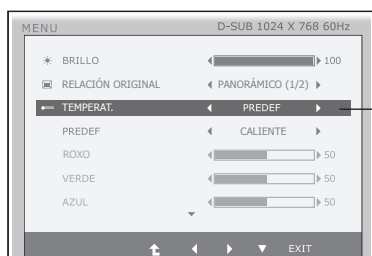 MENU D-SUB 1024 X 768 60Hz
BRILLO 100
RELACIÓN ORIGINAL PANORÁMICO (1/2)
TEMPERAT. PREDEF
PREDEF CALIENTE
ROXO 50
VERDE 50
AZUL 50
EXIT